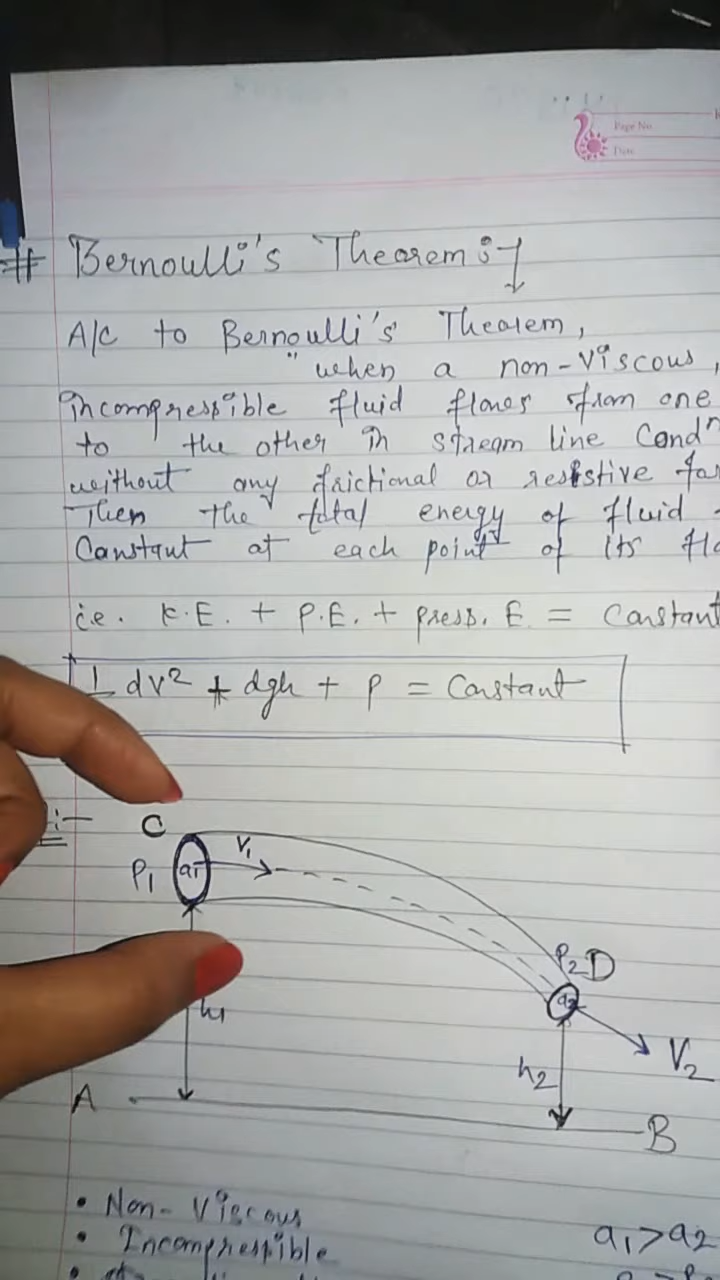 Page No.
Date
# Bernoulli's Theorem :-
A/C to Bernoulli's Theorem,
"when a non-viscous,
incompressible fluid flows from one
to the other in stream line Condⁿ
without any frictional or resistive
Then the total energy of fluid
Constant at each point of its
i.e. K.E. + P.E. + press. E = Constant
1 dv² + dgh + P = Constant
C
P₁ a₁ V₁
P₂ D
a₂
h₁
h₂ V₂
A
B
• Non-Viscous
• Incompressible
a₁>a₂